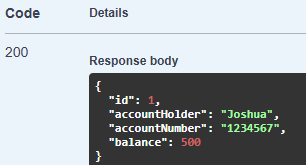 Code Details
200
Response body
{
  "id": 1,
  "accountHolder": "Joshua",
  "accountNumber": "1234567",
  "balance": 500
}